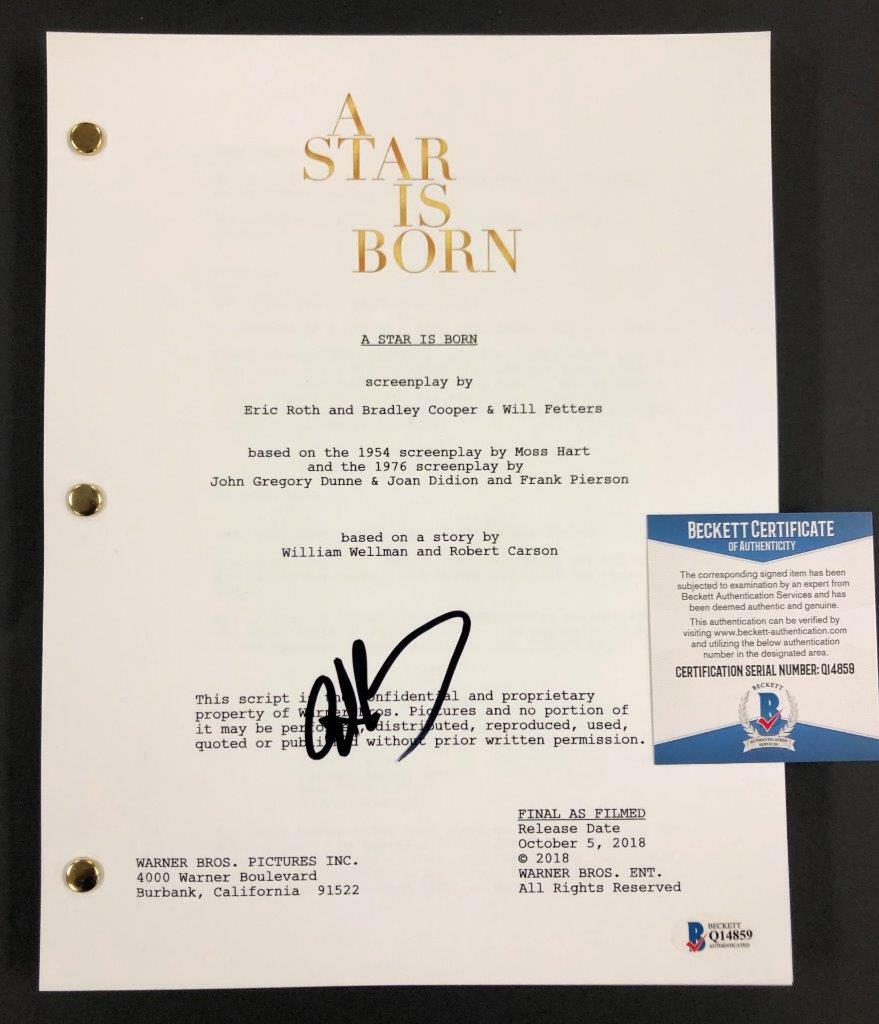 A
STAR
IS
BORN
A STAR IS BORN
screenplay by
Eric Roth and Bradley Cooper & Will Fetters
based on the 1954 screenplay by Moss Hart
and the 1976 screenplay by
John Gregory Dunne & Joan Didion and Frank Pierson
based on a story by
William Wellman and Robert Carson
This script is the confidential and proprietary
property of Warner Bros. Pictures and no portion of
it may be performed, distributed, reproduced, used,
quoted or published without prior written permission.
FINAL AS FILMED
Release Date
October 5, 2018
© 2018
WARNER BROS. ENT.
All Rights Reserved
WARNER BROS. PICTURES INC.
4000 Warner Boulevard
Burbank, California 91522
BECKETT CERTIFICATE
OF AUTHENTICITY
The corresponding signed item has been
subjected to examination by an expert from
Beckett Authentication Services and has
been deemed authentic and genuine.
This authentication can be verified by
visiting www.beckett-authentication.com
and utilizing the below authentication
number in the designated area.
CERTIFICATION SERIAL NUMBER: Q14859
BECKETT
B
AUTHENTICATION
SERVICES
B
BECKETT
Q14859
AUTHENTICATED